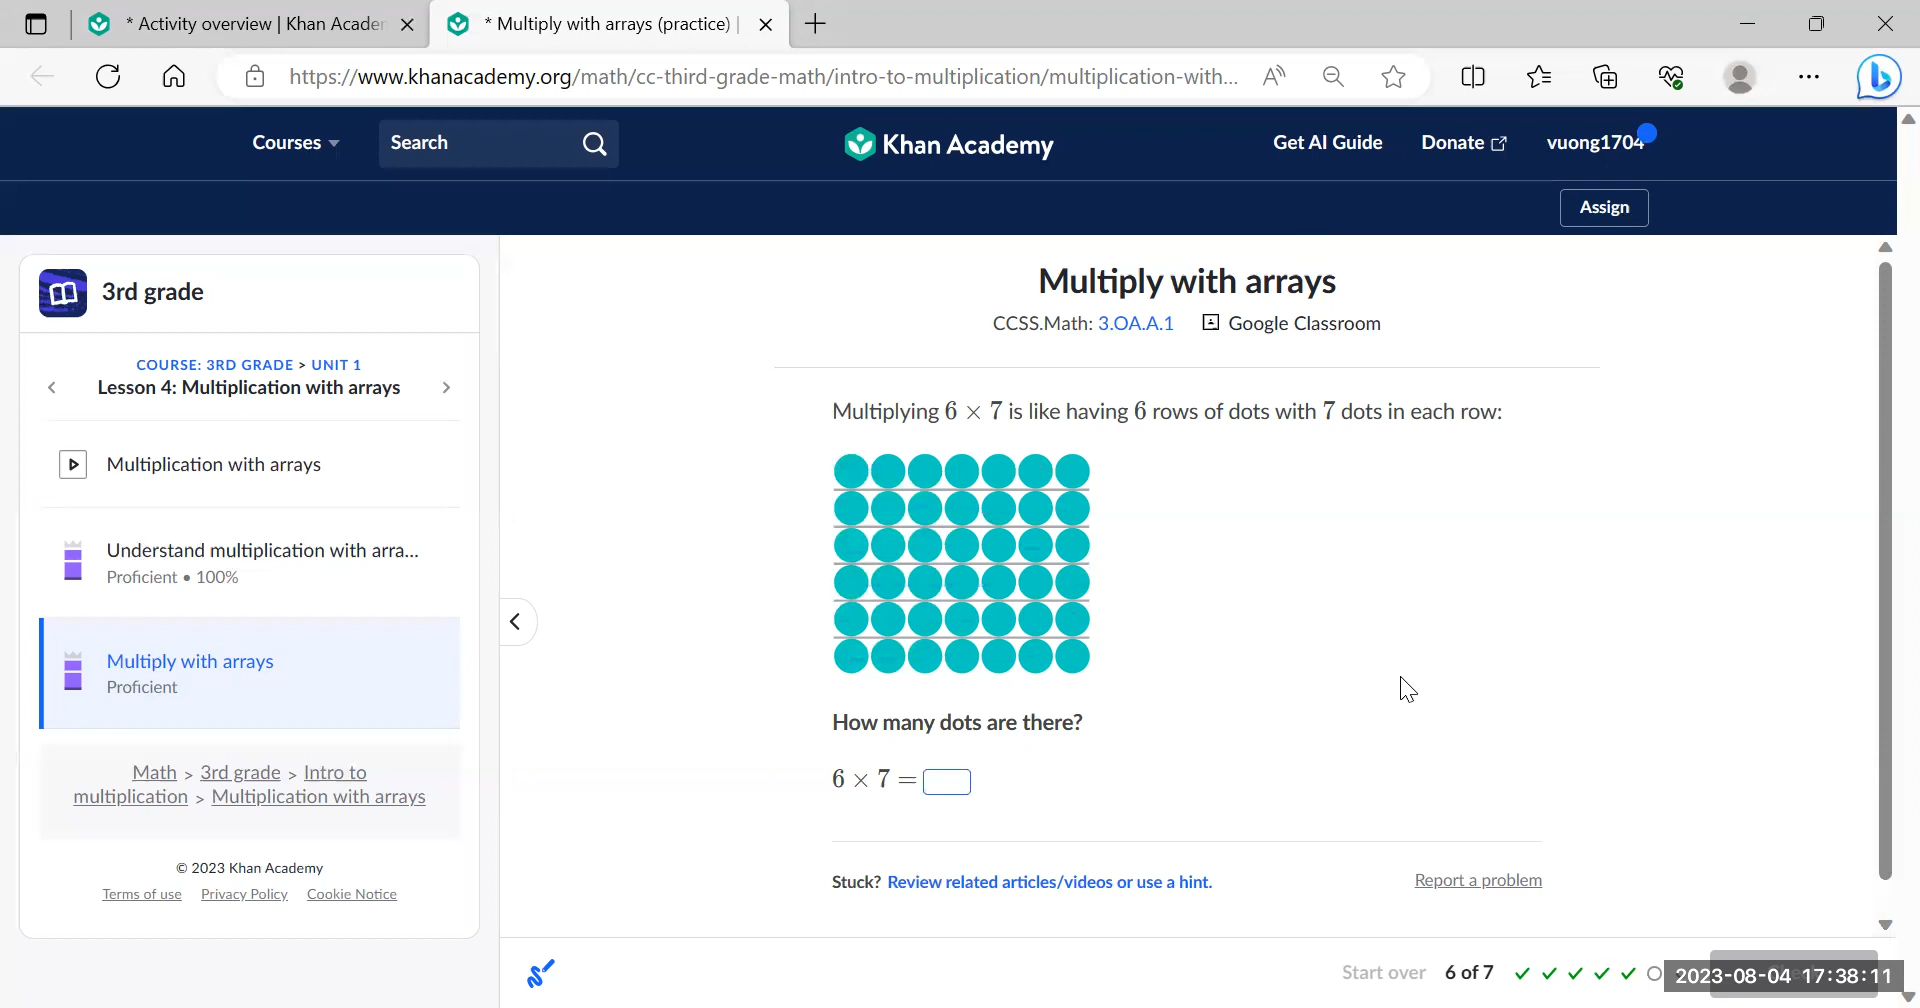 * Activity overview | Khan Acader
* Multiply with arrays (practice) |
https://www.khanacademy.org/math/cc-third-grade-math/intro-to-multiplication/multiplication-with...
Courses
Search
Khan Academy
Get AI Guide
Donate
vuong1704
Assign
3rd grade
COURSE: 3RD GRADE > UNIT 1
Lesson 4: Multiplication with arrays
Multiplication with arrays
Understand multiplication with arra...
Proficient • 100%
Multiply with arrays
Proficient
Math > 3rd grade > Intro to
multiplication > Multiplication with arrays
© 2023 Khan Academy
Terms of use Privacy Policy Cookie Notice
Multiply with arrays
CCSS.Math: 3.OA.A.1 Google Classroom
Multiplying 6 × 7 is like having 6 rows of dots with 7 dots in each row:
How many dots are there?
6 × 7 =
Stuck? Review related articles/videos or use a hint.
Report a problem
Start over 6 of 7
2023-08-04 17:38:11